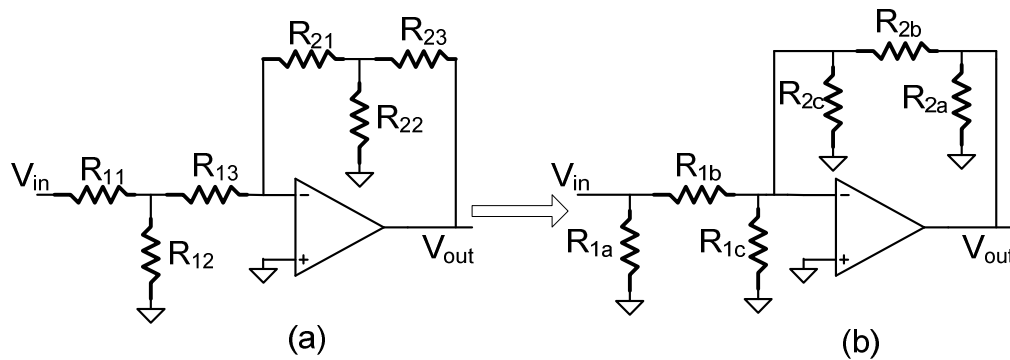 R21 R23
R22
Vin R11 R13
R12
−
+
Vout
(a)
R2b
R2c R2a
Vin R1b
R1a R1c
−
+
Vout
(b)